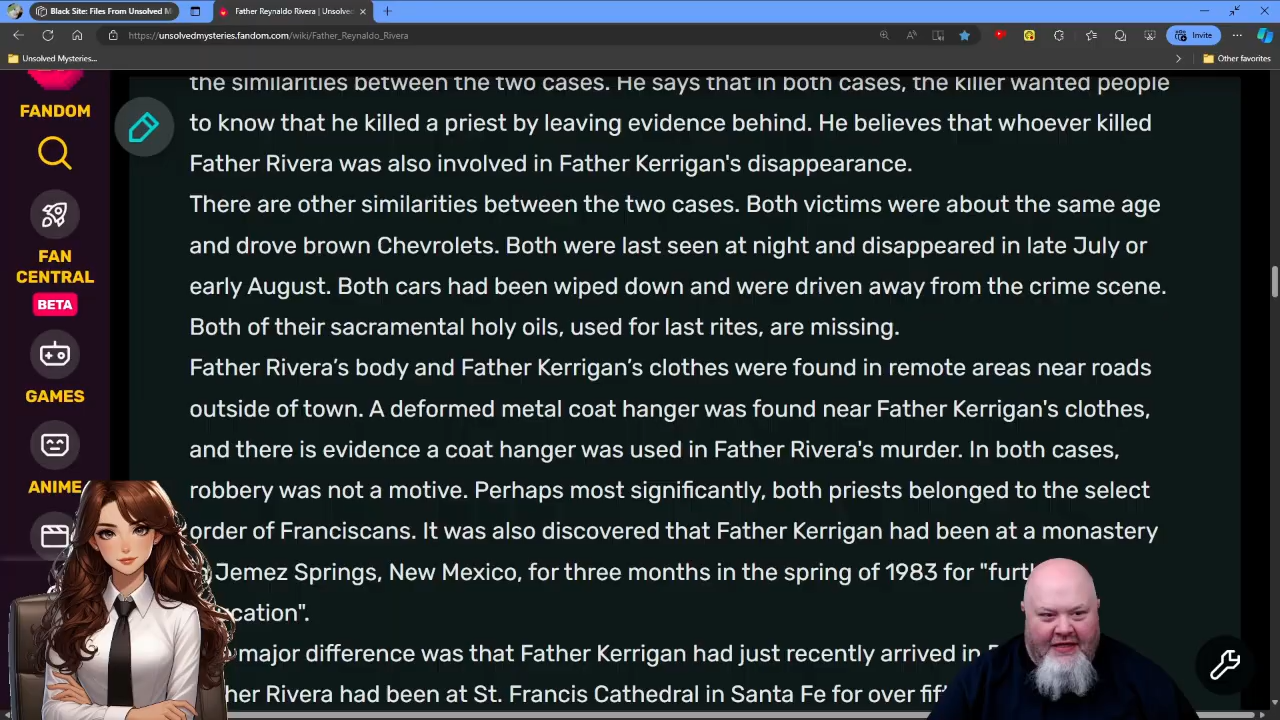 Black Site: Files From Unsolved M
Father Reynaldo Rivera | Unsolve
https://unsolvedmysteries.fandom.com/wiki/Father_Reynaldo_Rivera
Invite
Unsolved Mysteries...
Other favorites
FANDOM
FAN
CENTRAL
BETA
GAMES
ANIME
the similarities between the two cases. He says that in both cases, the killer wanted people
to know that he killed a priest by leaving evidence behind. He believes that whoever killed
Father Rivera was also involved in Father Kerrigan's disappearance.
There are other similarities between the two cases. Both victims were about the same age
and drove brown Chevrolets. Both were last seen at night and disappeared in late July or
early August. Both cars had been wiped down and were driven away from the crime scene.
Both of their sacramental holy oils, used for last rites, are missing.
Father Rivera’s body and Father Kerrigan’s clothes were found in remote areas near roads
outside of town. A deformed metal coat hanger was found near Father Kerrigan's clothes,
and there is evidence a coat hanger was used in Father Rivera's murder. In both cases,
robbery was not a motive. Perhaps most significantly, both priests belonged to the select
order of Franciscans. It was also discovered that Father Kerrigan had been at a monastery
Jemez Springs, New Mexico, for three months in the spring of 1983 for
major difference was that Father Kerrigan had just recently arrived in
Rivera had been at St. Francis Cathedral in Santa Fe for over